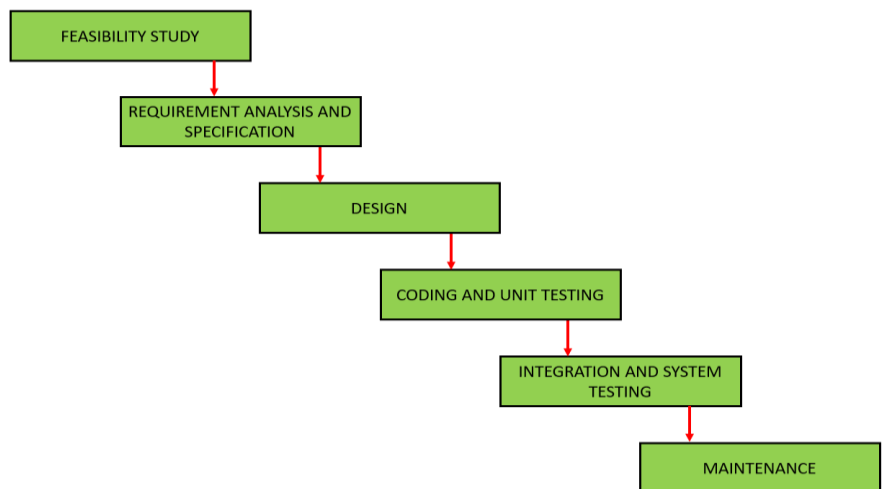 FEASIBILITY STUDY
REQUIREMENT ANALYSIS AND
SPECIFICATION
DESIGN
CODING AND UNIT TESTING
INTEGRATION AND SYSTEM
TESTING
MAINTENANCE